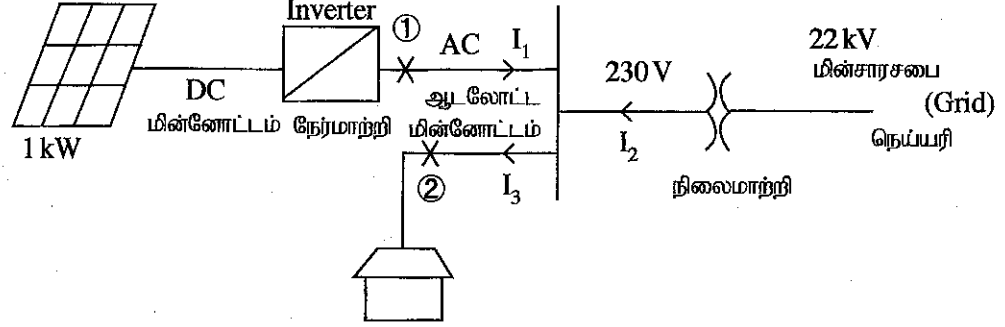 Inverter
①
AC
I₁
22 kV
மின்சாரசபை
(Grid)
நெய்யரி
230 V
DC
ஆடலோட்ட
மின்னோட்டம்
நேர்மாற்றி
மின்னோட்டம்
I₂
1 kW
②
I₃
நிலைமாற்றி